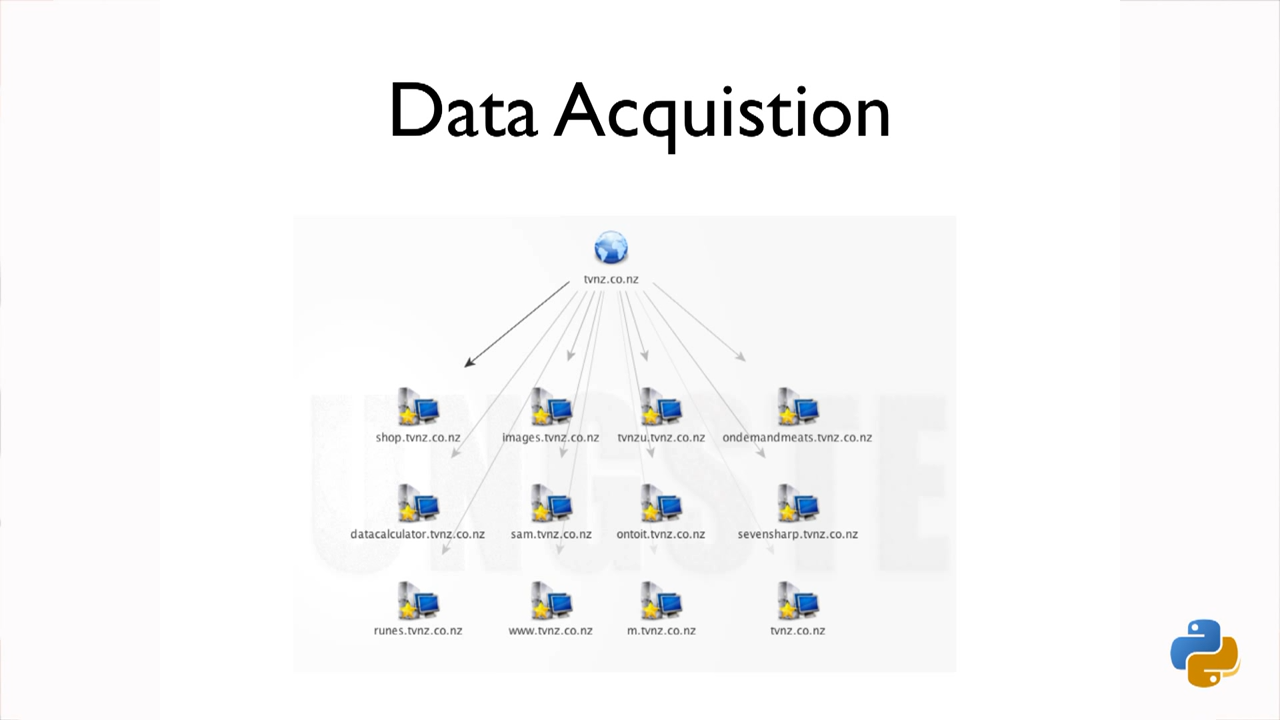 Data Acquistion
tvnz.co.nz
shop.tvnz.co.nz images.tvnz.co.nz tvnzu.tvnz.co.nz ondemandmeats.tvnz.co.nz
UNGSTE
datacalculator.tvnz.co.nz sam.tvnz.co.nz ontoit.tvnz.co.nz sevensharp.tvnz.co.nz
runes.tvnz.co.nz www.tvnz.co.nz m.tvnz.co.nz tvnz.co.nz